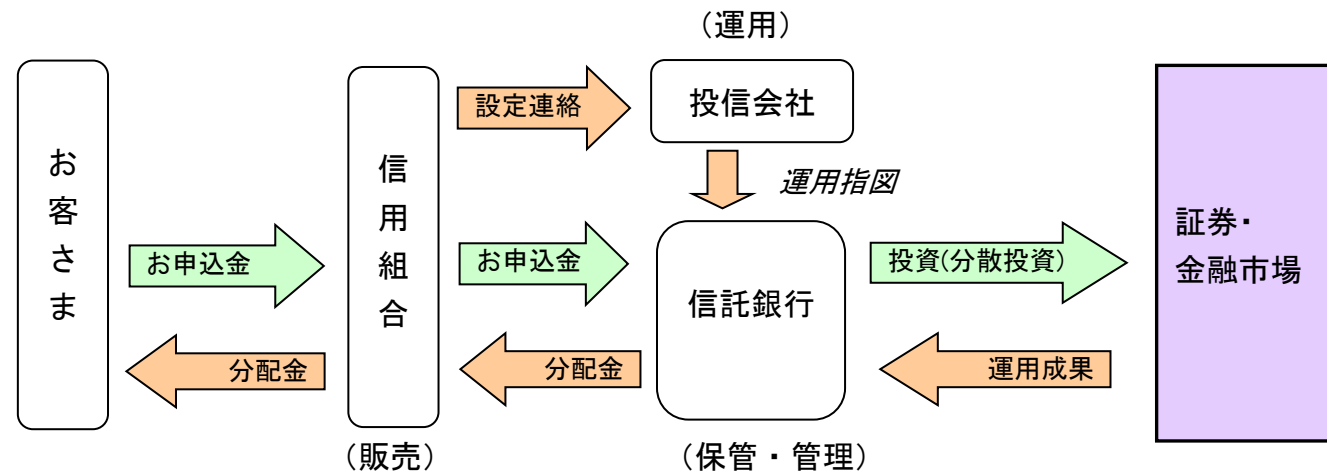 （運用）
お客さま
信用組合
設定連絡
投信会社
運用指図
証券・
金融市場
お申込金
お申込金
投資(分散投資)
信託銀行
分配金
分配金
運用成果
（販売）
（保管・管理）